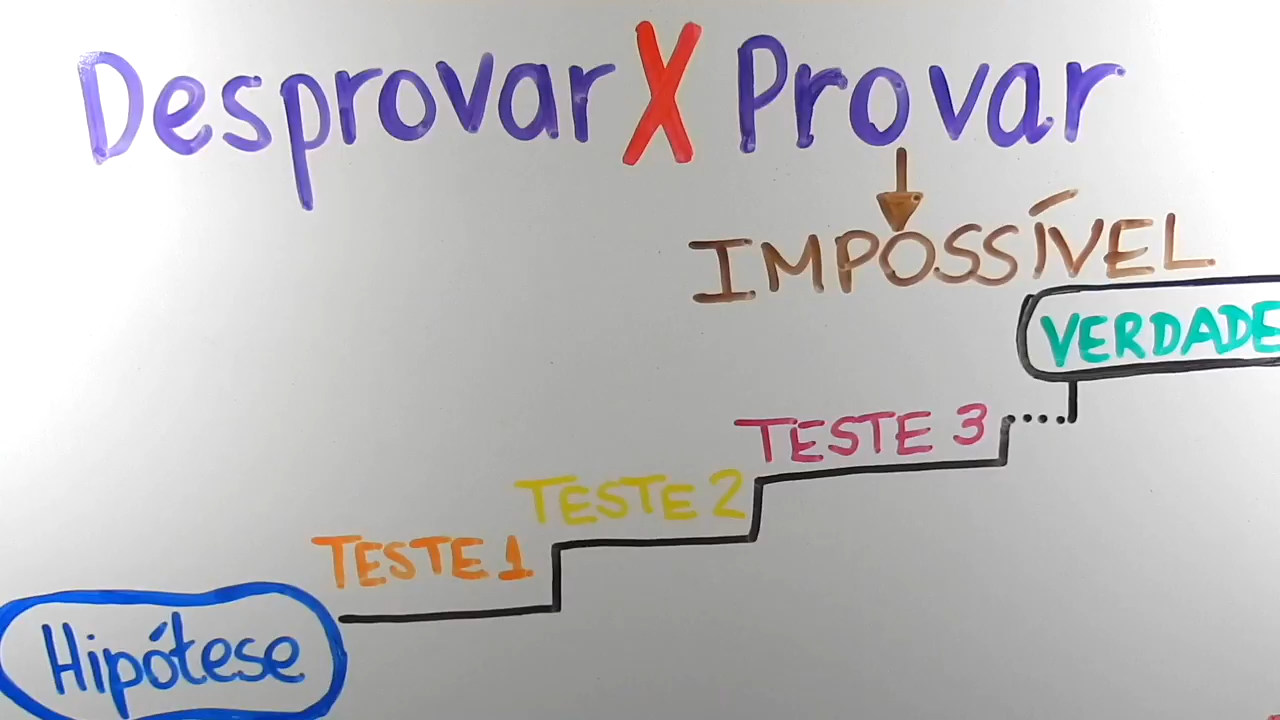 Desprovar X Provar
IMPOSSÍVEL
VERDADE
TESTE 3
TESTE 2
TESTE 1
Hipótese